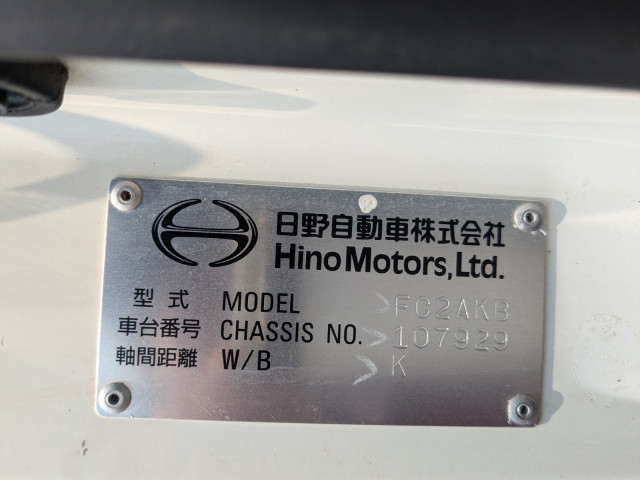 日野自動車株式会社
Hino Motors, Ltd.
型式 MODEL >FC2AKB
車台番号 CHASSIS NO. >107929
軸間距離 W/B >K